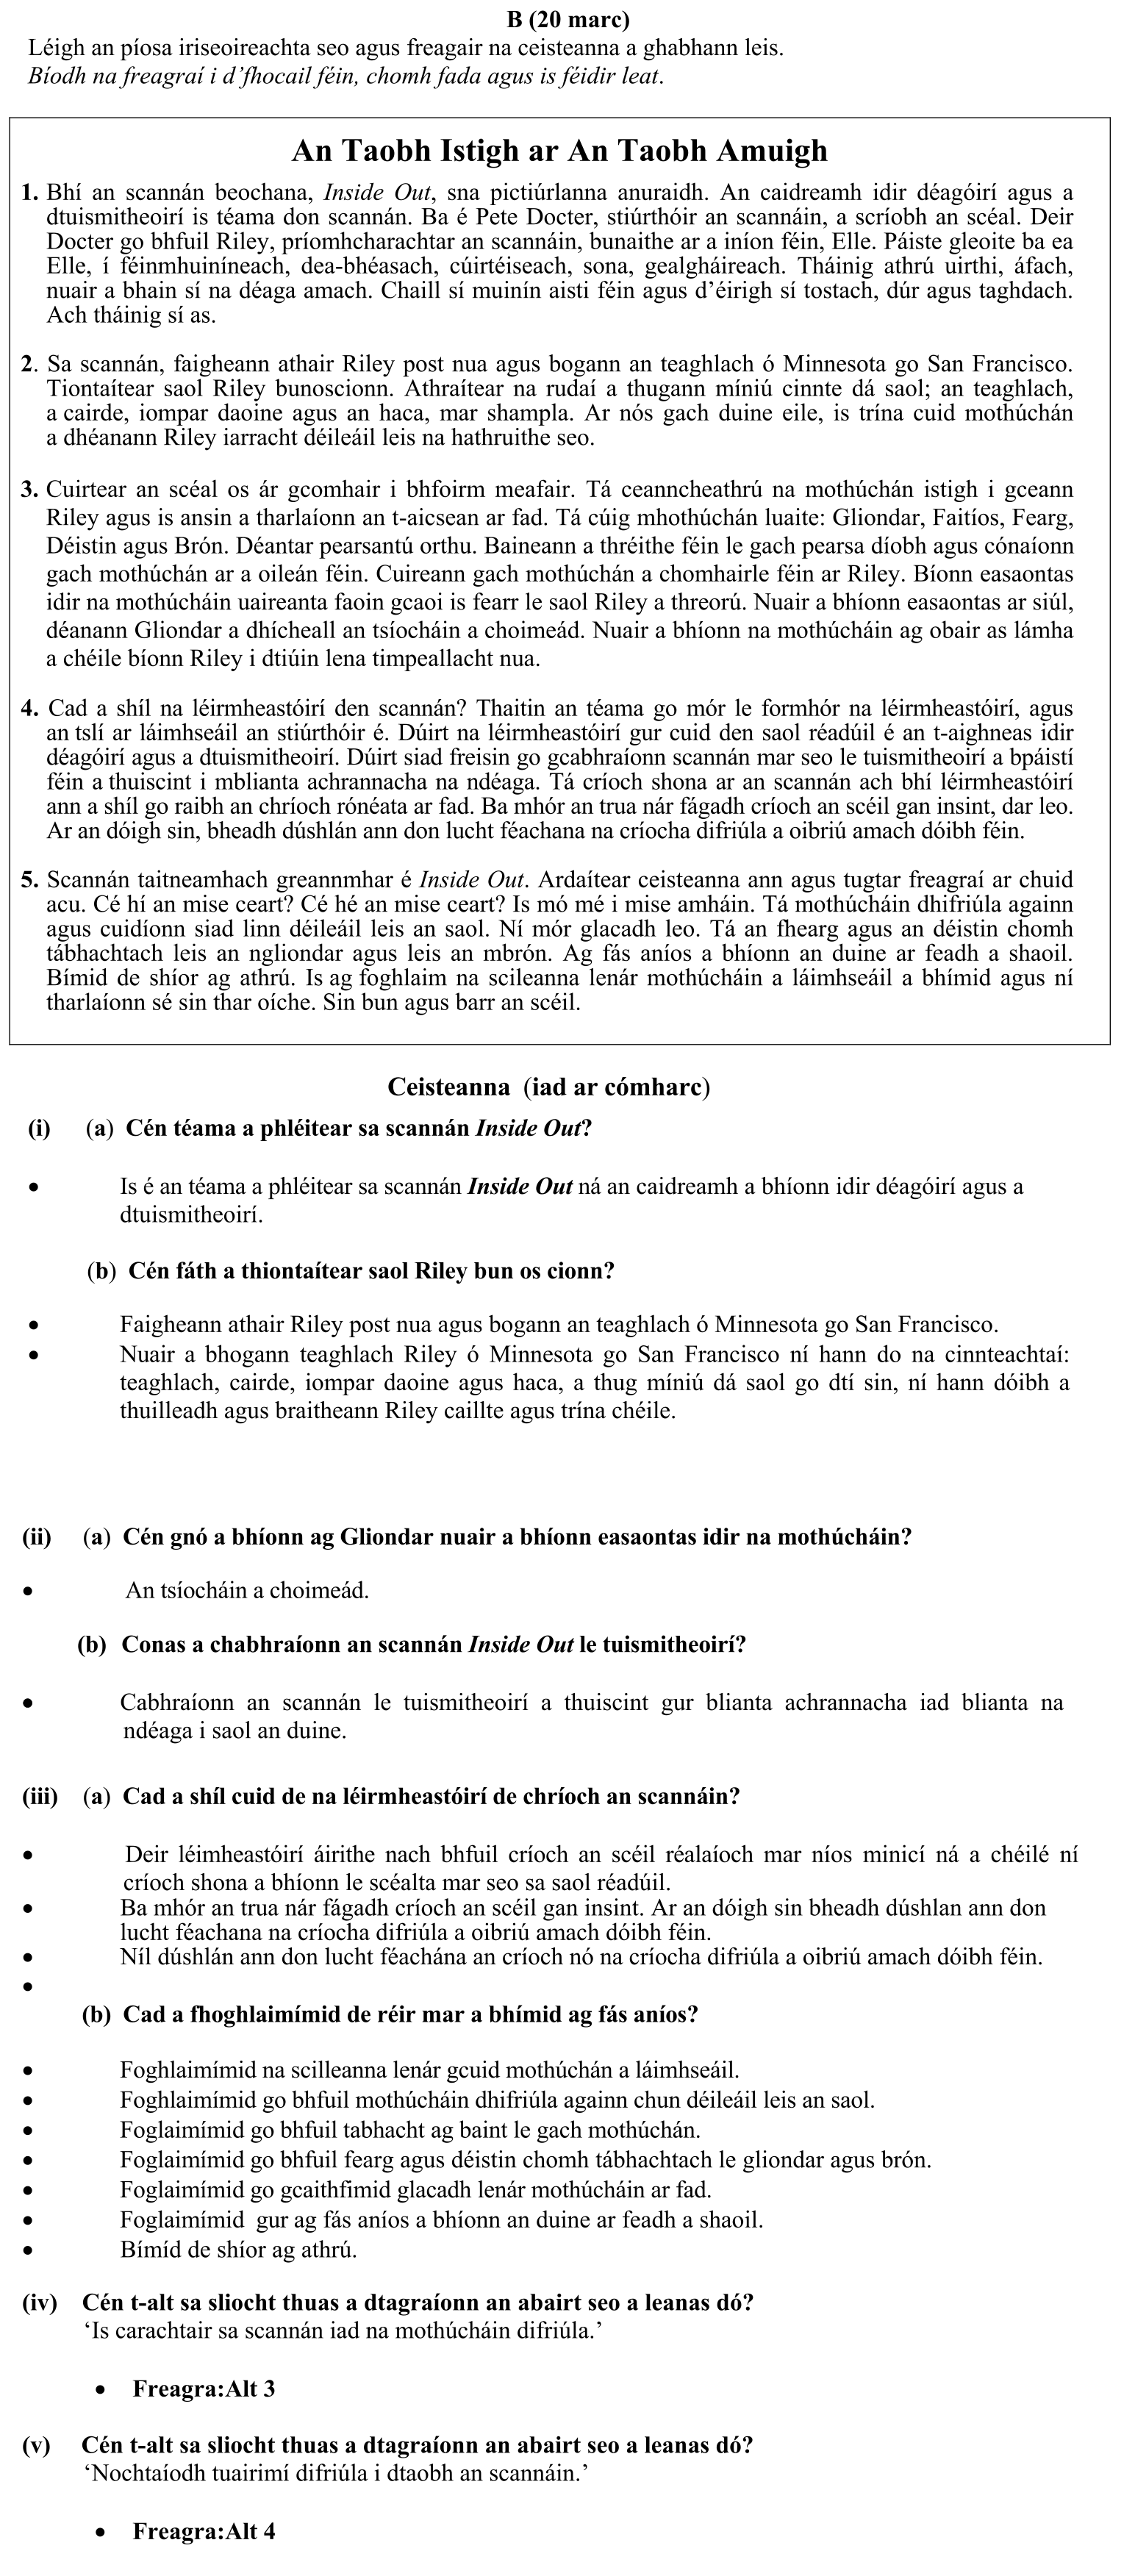 B (20 marc)
Léigh an píosa iriseoireachta seo agus freagair na ceisteanna a ghabhann leis.
Bíodh na freagraí i d’fhocail féin, chomh fada agus is féidir leat.
An Taobh Istigh ar An Taobh Amuigh
1. Bhí an scannán beochana, Inside Out, sna pictiúrlanna anuraidh. An caidreamh idir déagóirí agus a
dtuismitheoirí is téama don scannán. Ba é Pete Docter, stiúrthóir an scannáin, a scríobh an scéal. Deir
Docter go bhfuil Riley, príomhcharachtar an scannáin, bunaithe ar a iníon féin, Elle. Páiste gleoite ba ea
Elle, í féinmhuiníneach, dea-bhéasach, cúirtéiseach, sona, gealgháireach. Tháinig athrú uirthi, áfach,
nuair a bhain sí na déaga amach. Chaill sí muinín aisti féin agus d’éirigh sí tostach, dúr agus taghdach.
Ach tháinig sí as.
2. Sa scannán, faigheann athair Riley post nua agus bogann an teaghlach ó Minnesota go San Francisco.
Tiontaítear saol Riley bunoscionn. Athraítear na rudaí a thugann míniú cinnte dá saol; an teaghlach,
a cairde, iompar daoine agus an haca, mar shampla. Ar nós gach duine eile, is trína cuid mothúchán
a dhéanann Riley iarracht déileáil leis na hathruithe seo.
3. Cuirtear an scéal os ár gcomhair i bhfoirm meafair. Tá ceanncheathrú na mothúchán istigh i gceann
Riley agus is ansin a tharlaíonn an t-aicsean ar fad. Tá cúig mhothúchán luaite: Gliondar, Faitíos, Fearg,
Déistin agus Brón. Déantar pearsantú orthu. Baineann a thréithe féin le gach pearsa díobh agus cónaíonn
gach mothúchán ar a oileán féin. Cuireann gach mothúchán a chomhairle féin ar Riley. Bíonn easaontas
idir na mothúcháin uaireanta faoin gcaoi is fearr le saol Riley a threorú. Nuair a bhíonn easaontas ar siúl,
déanann Gliondar a dhícheall an tsíocháin a choimeád. Nuair a bhíonn na mothúcháin ag obair as lámha
a chéile bíonn Riley i dtiúin lena timpeallacht nua.
4. Cad a shíl na léirmheastóirí den scannán? Thaitin an téama go mór le formhór na léirmheastóirí, agus
an tslí ar láimhseáil an stiúrthóir é. Dúirt na léirmheastóirí gur cuid den saol réadúil é an t-aighneas idir
déagóirí agus a dtuismitheoirí. Dúirt siad freisin go gcabhraíonn scannán mar seo le tuismitheoirí a bpáistí
féin a thuiscint i mblianta achrannacha na ndéaga. Tá críoch shona ar an scannán ach bhí léirmheastóirí
ann a shíl go raibh an chríoch rónéata ar fad. Ba mhór an trua nár fágadh críoch an scéil gan insint, dar leo.
Ar an dóigh sin, bheadh dúshlán ann don lucht féachana na críocha difriúla a oibriú amach dóibh féin.
5. Scannán taitneamhach greannmhar é Inside Out. Ardaítear ceisteanna ann agus tugtar freagraí ar chuid
acu. Cé hí an mise ceart? Cé hé an mise ceart? Is mó mé i mise amháin. Tá mothúcháin dhifriúla againn
agus cuidíonn siad linn déileáil leis an saol. Ní mór glacadh leo. Tá an fhearg agus an déistin chomh
tábhachtach leis an ngliondar agus leis an mbrón. Ag fás aníos a bhíonn an duine ar feadh a shaoil.
Bímid de shíor ag athrú. Is ag foghlaim na scileanna lenár mothúcháin a láimhseáil a bhímid agus ní
tharlaíonn sé sin thar oíche. Sin bun agus barr an scéil.
Ceisteanna (iad ar cómharc)
(i) (a) Cén téama a phléitear sa scannán Inside Out?
• Is é an téama a phléitear sa scannán Inside Out ná an caidreamh a bhíonn idir déagóirí agus a
dtuismitheoirí.
(b) Cén fáth a thiontaítear saol Riley bun os cionn?
• Faigheann athair Riley post nua agus bogann an teaghlach ó Minnesota go San Francisco.
• Nuair a bhogann teaghlach Riley ó Minnesota go San Francisco ní hann do na cinnteachtaí:
teaghlach, cairde, iompar daoine agus haca, a thug míniú dá saol go dtí sin, ní hann dóibh a
thuilleadh agus braitheann Riley caillte agus trína chéile.
(ii) (a) Cén gnó a bhíonn ag Gliondar nuair a bhíonn easaontas idir na mothúcháin?
• An tsíocháin a choimeád.
(b) Conas a chabhraíonn an scannán Inside Out le tuismitheoirí?
• Cabhraíonn an scannán le tuismitheoirí a thuiscint gur blianta achrannacha iad blianta na
ndéaga i saol an duine.
(iii) (a) Cad a shíl cuid de na léirmheastóirí de chríoch an scannáin?
• Deir léimheastóirí áirithe nach bhfuil críoch an scéil réalaíoch mar níos minicí ná a chéilé ní
críoch shona a bhíonn le scéalta mar seo sa saol réadúil.
• Ba mhór an trua nár fágadh críoch an scéil gan insint. Ar an dóigh sin bheadh dúshlan ann don
lucht féachana na críocha difriúla a oibriú amach dóibh féin.
• Níl dúshlán ann don lucht féachána an críoch nó na críocha difriúla a oibriú amach dóibh féin.
•
(b) Cad a fhoghlaimímid de réir mar a bhímid ag fás aníos?
• Foghlaimímid na scilleanna lenár gcuid mothúchán a láimhseáil.
• Foghlaimímid go bhfuil mothúcháin dhifriúla againn chun déileáil leis an saol.
• Foglaimímid go bhfuil tabhacht ag baint le gach mothúchán.
• Foglaimímid go bhfuil fearg agus déistin chomh tábhachtach le gliondar agus brón.
• Foglaimímid go gcaithfimid glacadh lenár mothúcháin ar fad.
• Foglaimímid gur ag fás aníos a bhíonn an duine ar feadh a shaoil.
• Bímíd de shíor ag athrú.
(iv) Cén t-alt sa sliocht thuas a dtagraíonn an abairt seo a leanas dó?
‘Is carachtair sa scannán iad na mothúcháin difriúla.’
• Freagra:Alt 3
(v) Cén t-alt sa sliocht thuas a dtagraíonn an abairt seo a leanas dó?
‘Nochtaíodh tuairimí difriúla i dtaobh an scannáin.’
• Freagra:Alt 4